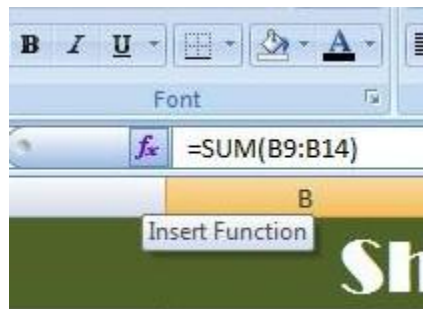 B I U A
Font
fx =SUM(B9:B14)
B
Insert Function
Sh